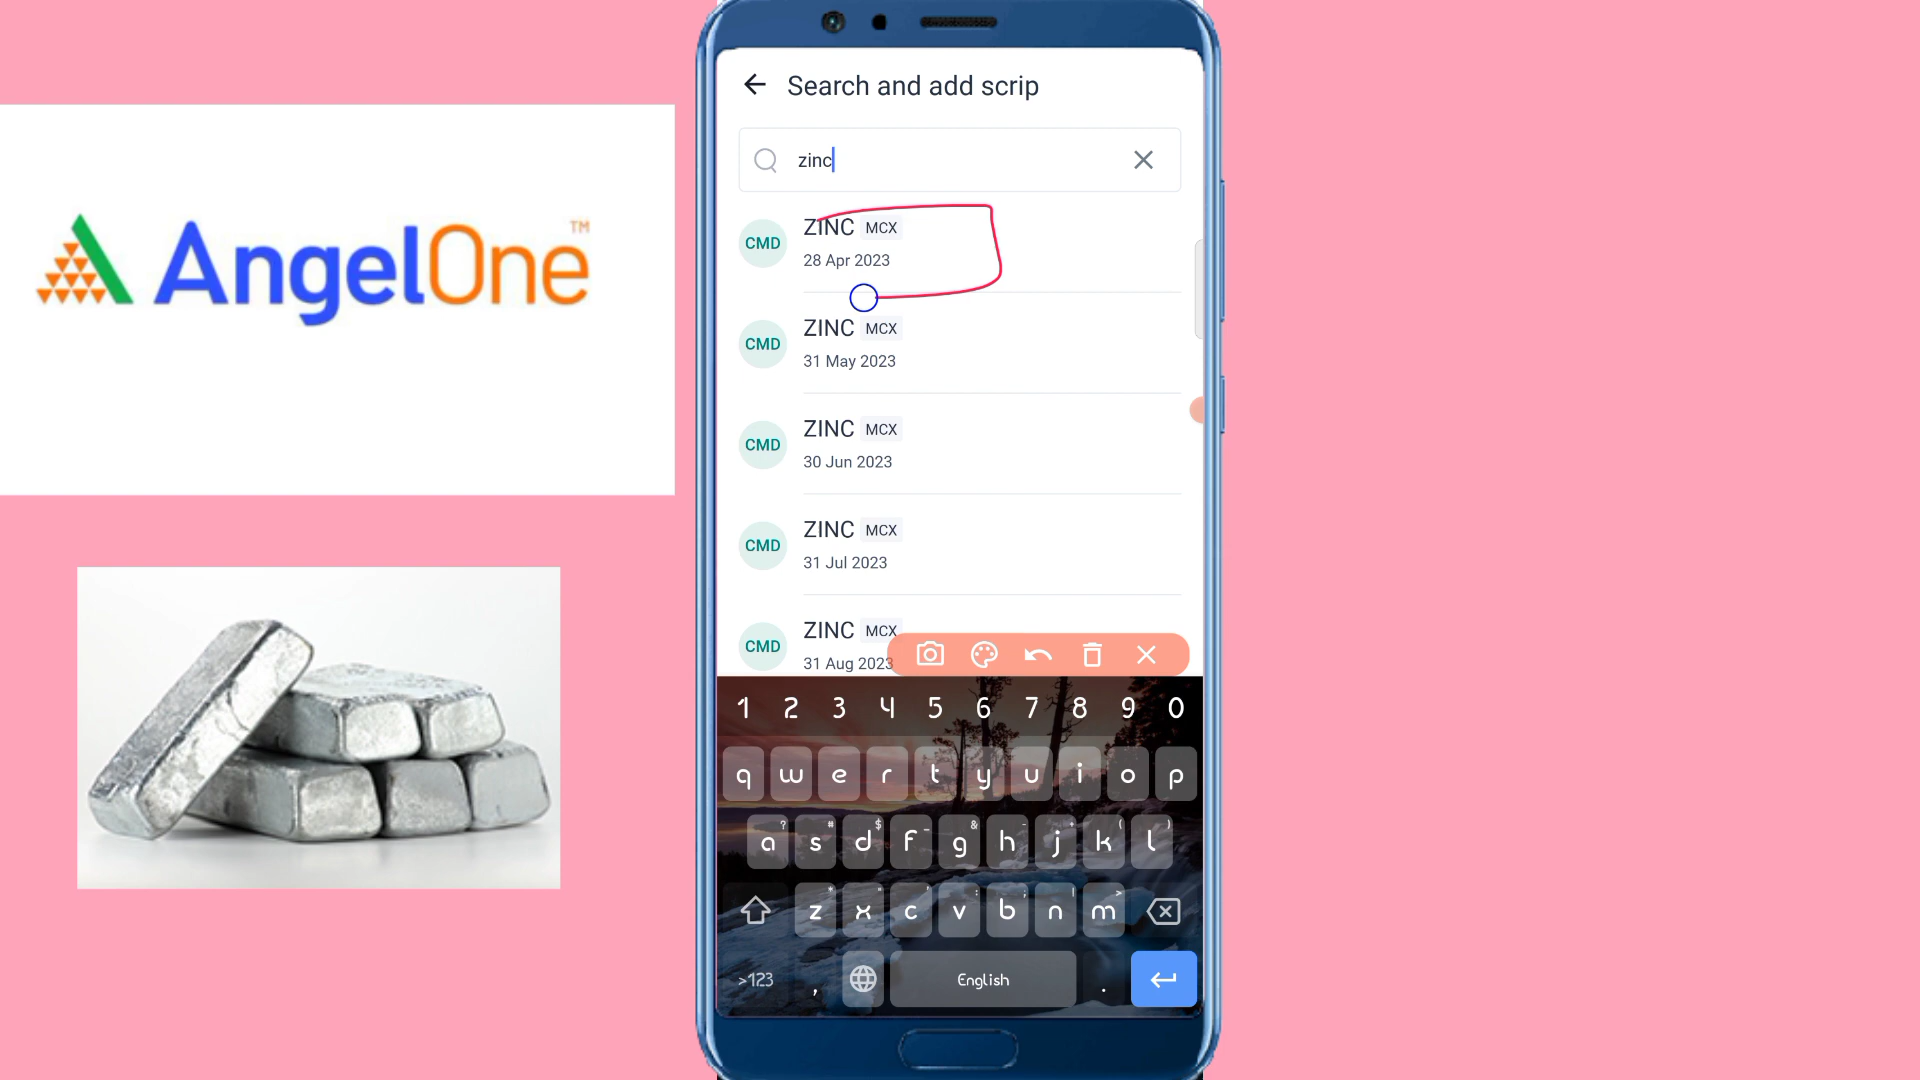 AngelOne™
Search and add scrip
zinc
CMD ZINC MCX
28 Apr 2023
CMD ZINC MCX
31 May 2023
CMD ZINC MCX
30 Jun 2023
CMD ZINC MCX
31 Jul 2023
CMD ZINC MCX
31 Aug 2023
1 2 3 4 5 6 7 8 9 0
q w e r t y u i o p
a s d f g h j k l
z x c v b n m
>123 , English .